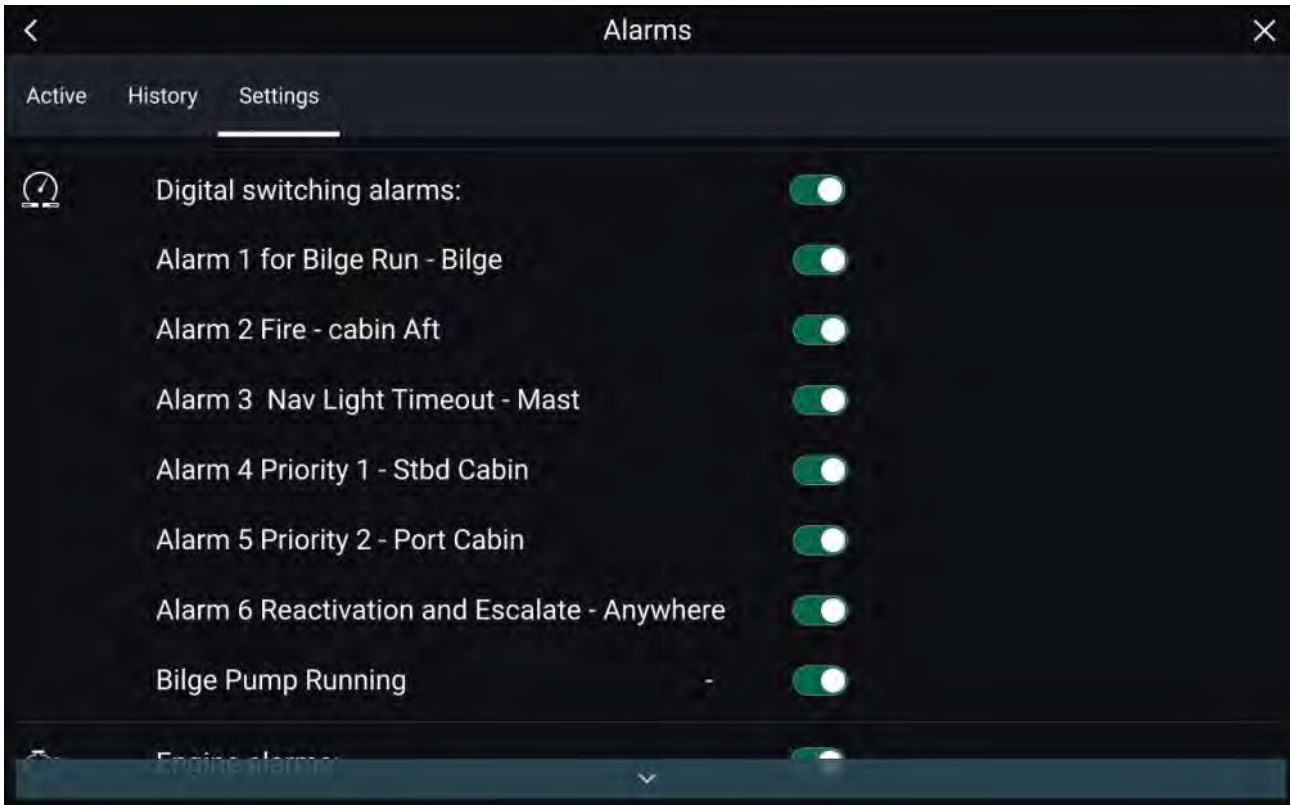 Alarms
Active History Settings
Digital switching alarms:
Alarm 1 for Bilge Run - Bilge
Alarm 2 Fire - cabin Aft
Alarm 3  Nav Light Timeout - Mast
Alarm 4 Priority 1 - Stbd Cabin
Alarm 5 Priority 2 - Port Cabin
Alarm 6 Reactivation and Escalate - Anywhere
Bilge Pump Running -
Engine alarms: